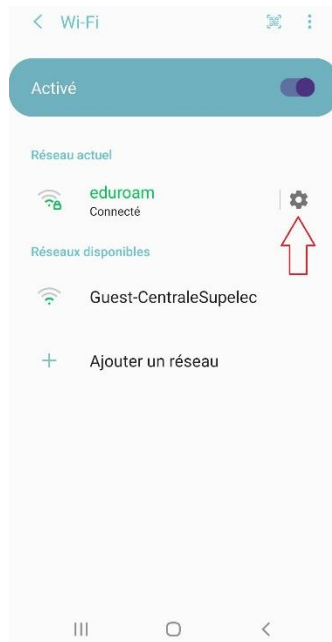 Wi-Fi
Activé
Réseau actuel
eduroam
Connecté
Réseaux disponibles
Guest-CentraleSupelec
Ajouter un réseau